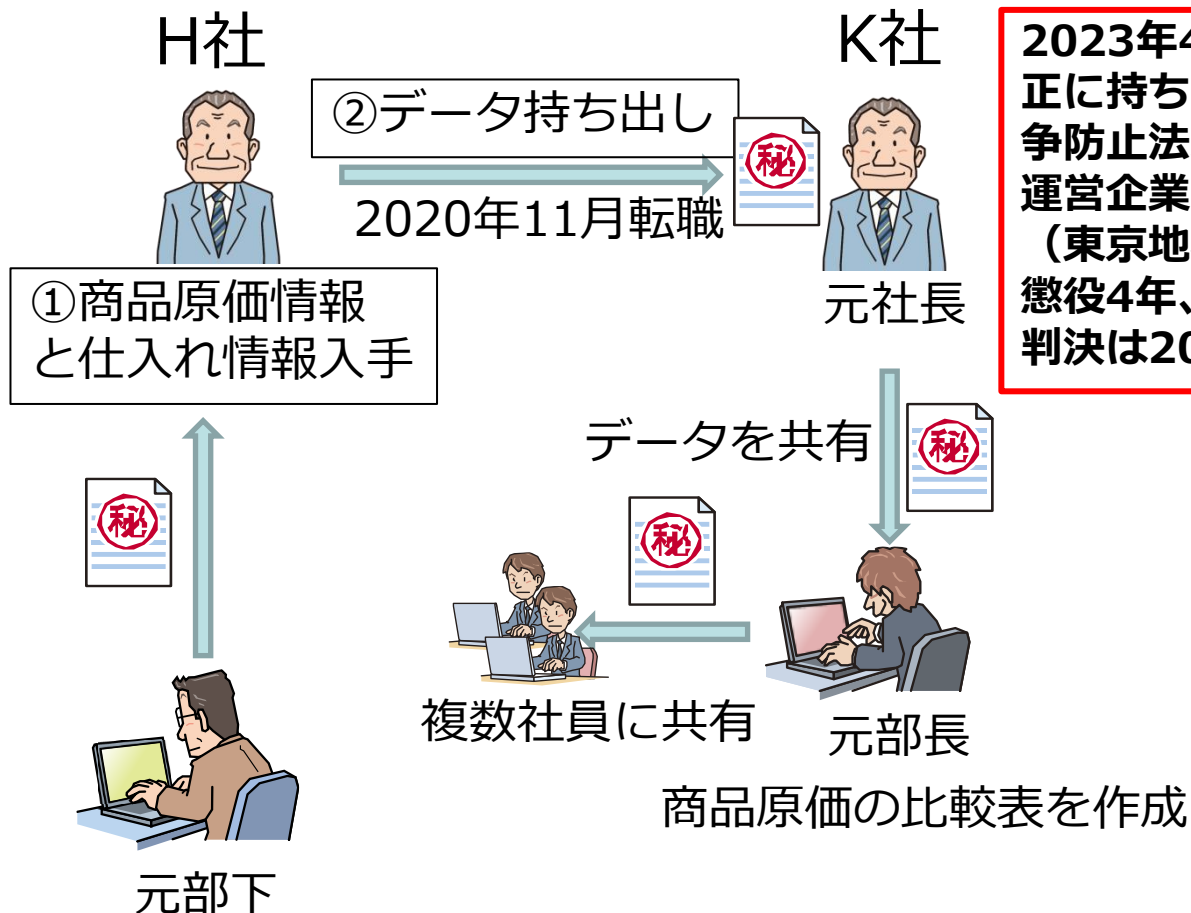 H社
K社
②データ持ち出し
秘
2020年11月転職
元社長
①商品原価情報
と仕入れ情報入手
2023年4
正に持ち
争防止法
運営企業
（東京地
懲役4年、
判決は20
データを共有
秘
秘
秘
複数社員に共有
元部長
商品原価の比較表を作成
元部下